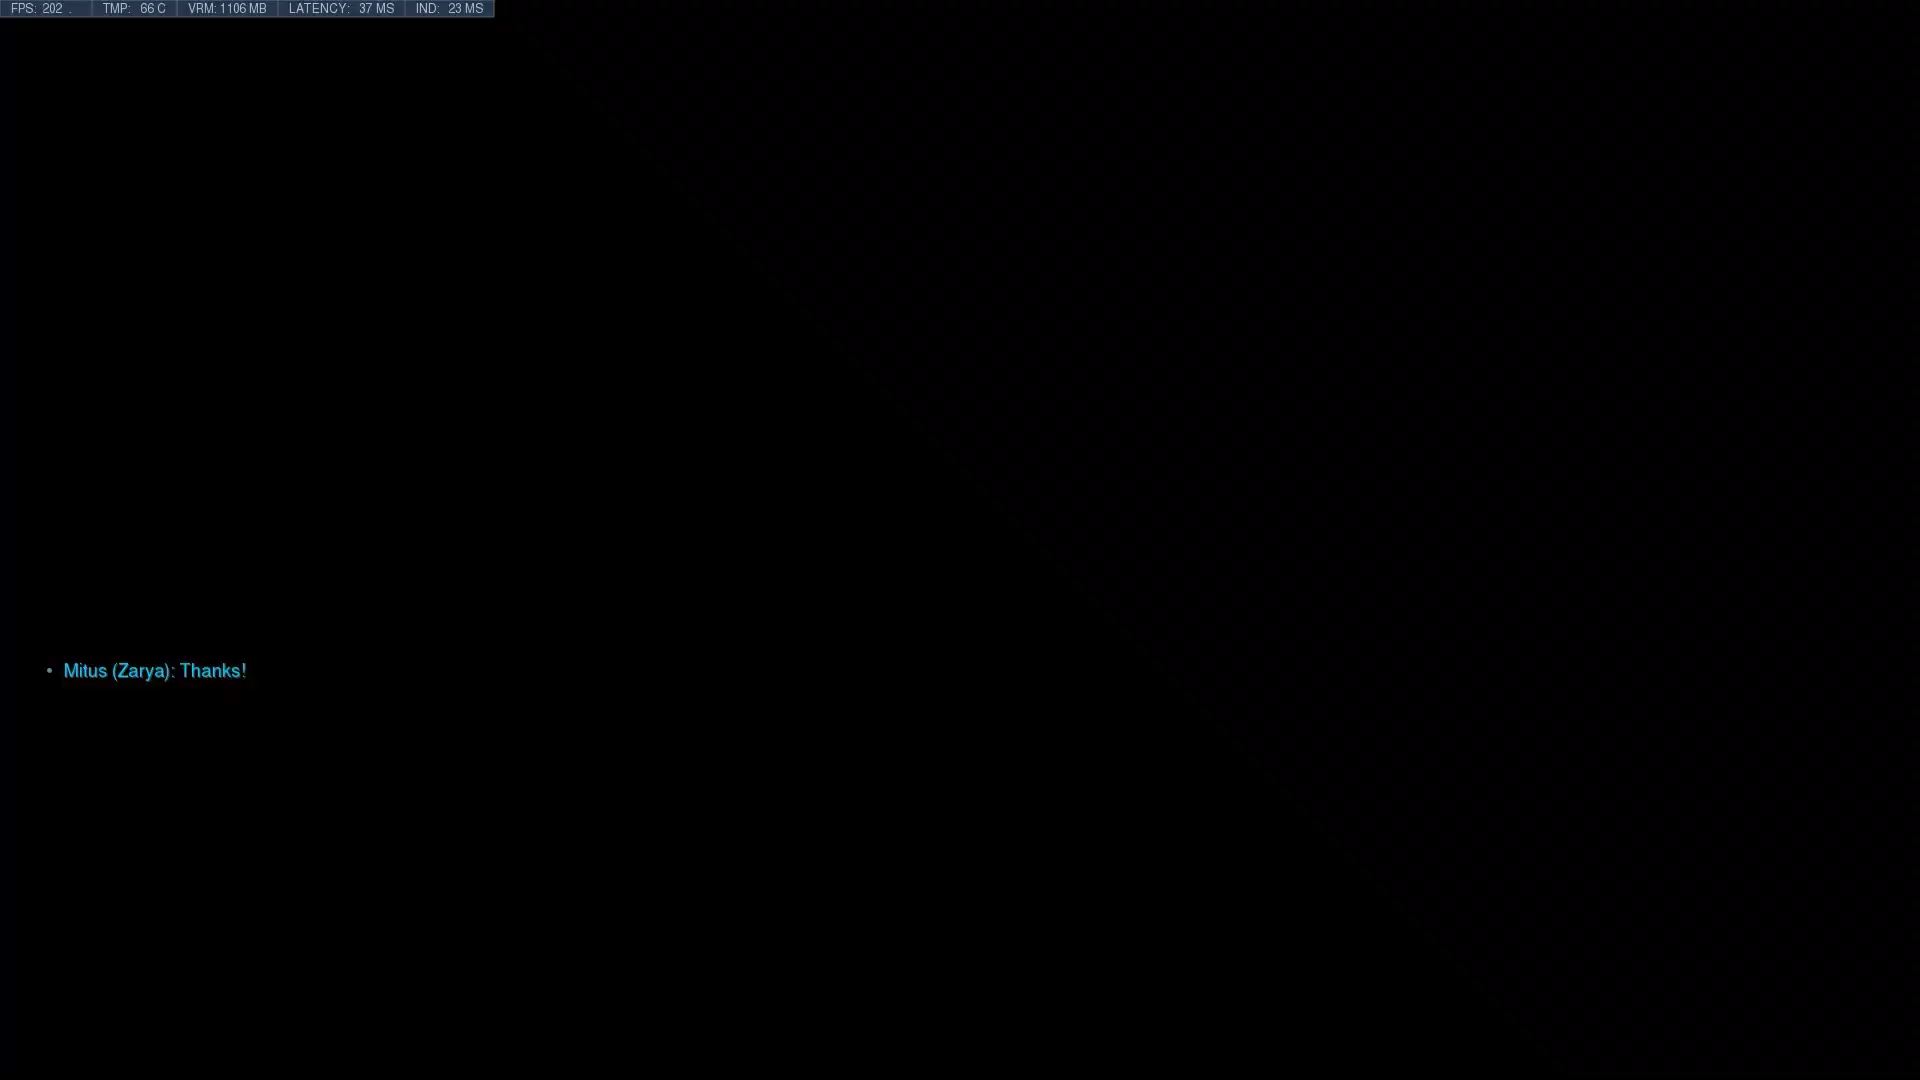 FPS: 202 . TMP: 66 C VRM: 1106 MB LATENCY: 37 MS IND: 23 MS
• Mitus (Zarya): Thanks!